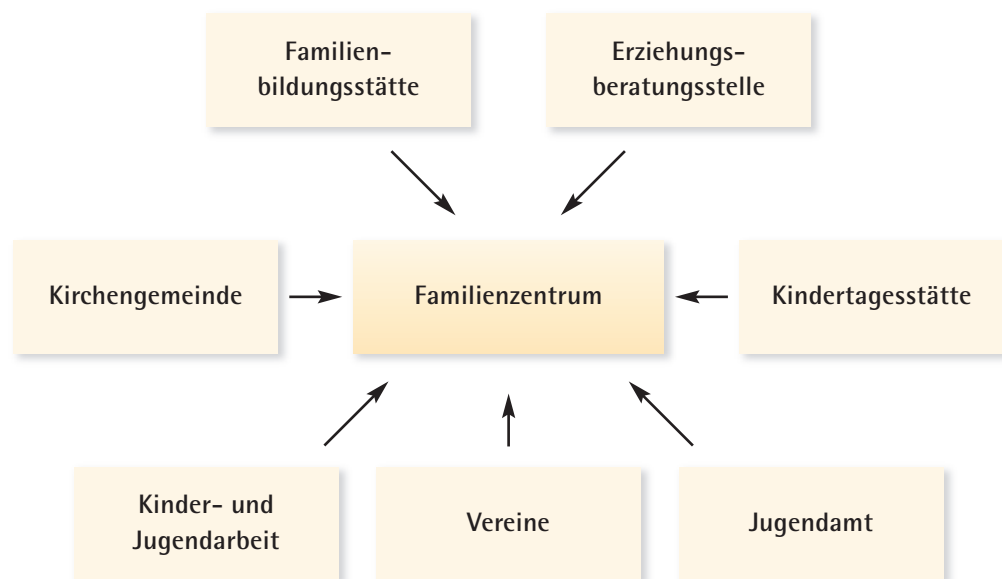 Familien-
bildungsstätte
Erziehungs-
beratungsstelle
Kirchengemeinde
Familienzentrum
Kindertagesstätte
Kinder- und
Jugendarbeit
Vereine
Jugendamt